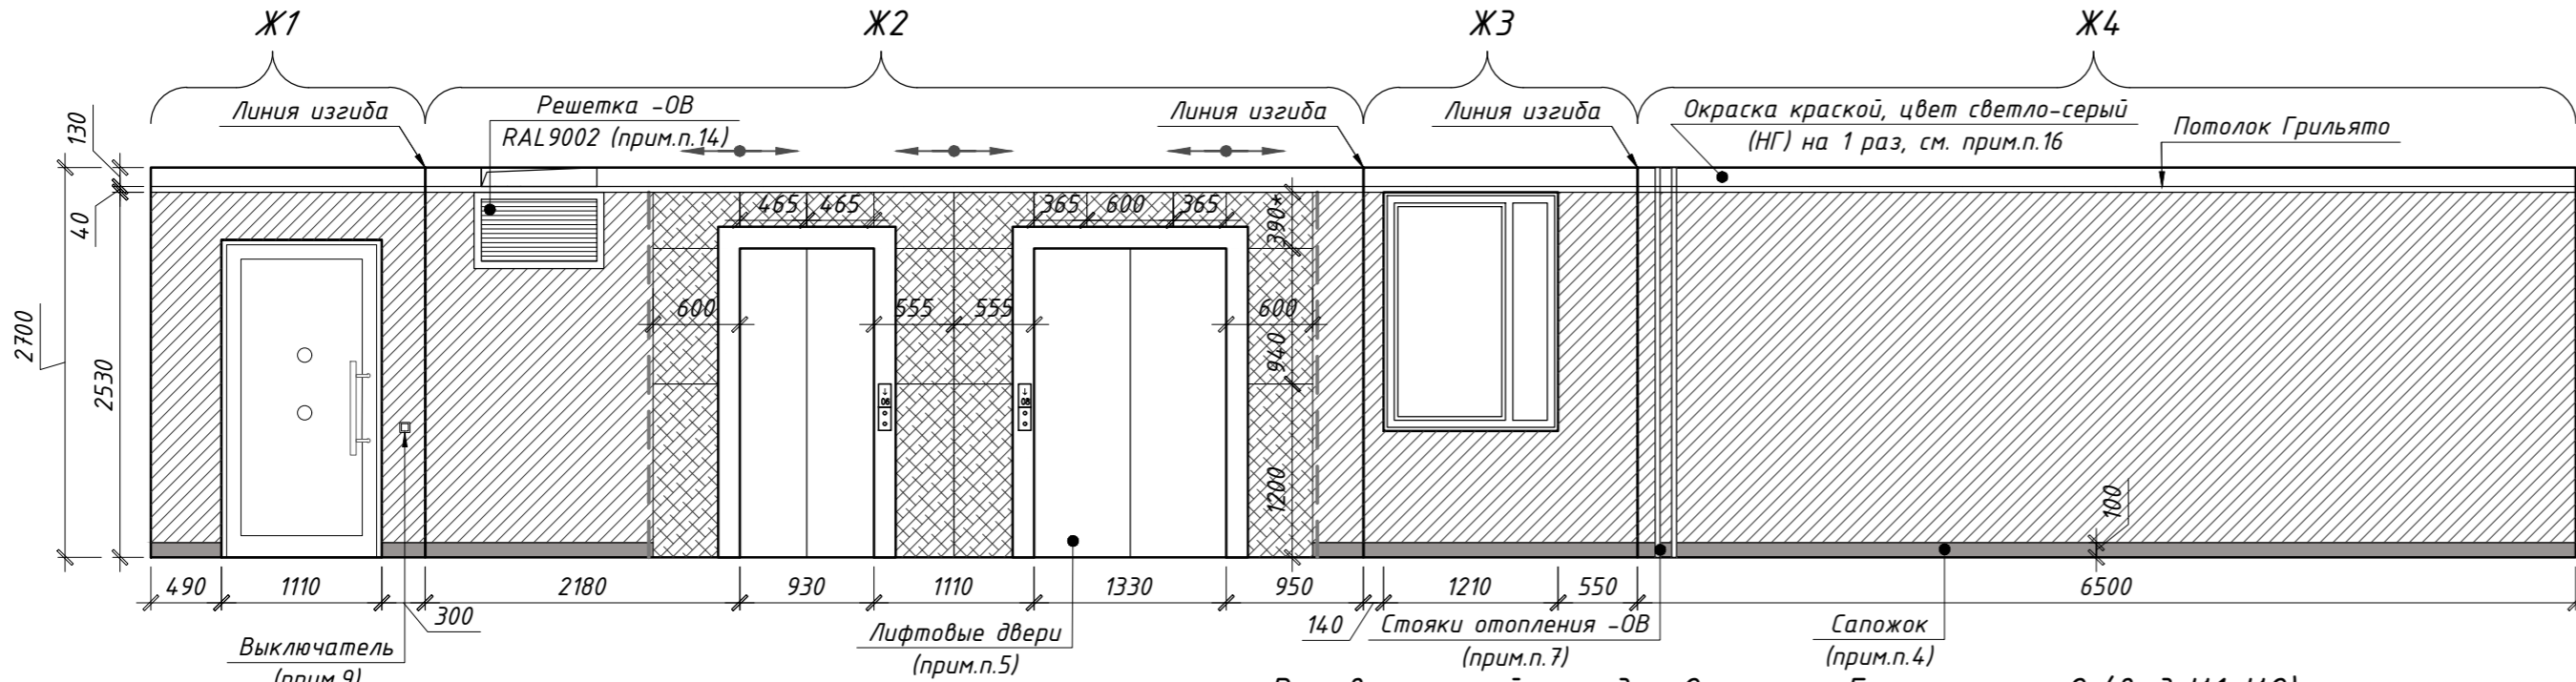 Ж1
Ж2
Ж3
Ж4
Линия изгиба
Решетка -ОВ
RAL9002 (прим.п.14)
Линия изгиба
Линия изгиба
Окраска краской, цвет светло-серый
(НГ) на 1 раз, см. прим.п.16
Потолок Грильято
130
40
2700
2530
465 465
365 600 365
390*
600 555 555 600
940
1200
100
490 1110 300 2180 930 1110 1330 950 140 1210 550 6500
Выключатель
(прим.9)
Лифтовые двери
(прим.п.5)
Стояки отопления -ОВ
(прим.п.7)
Сапожок
(прим.п.4)